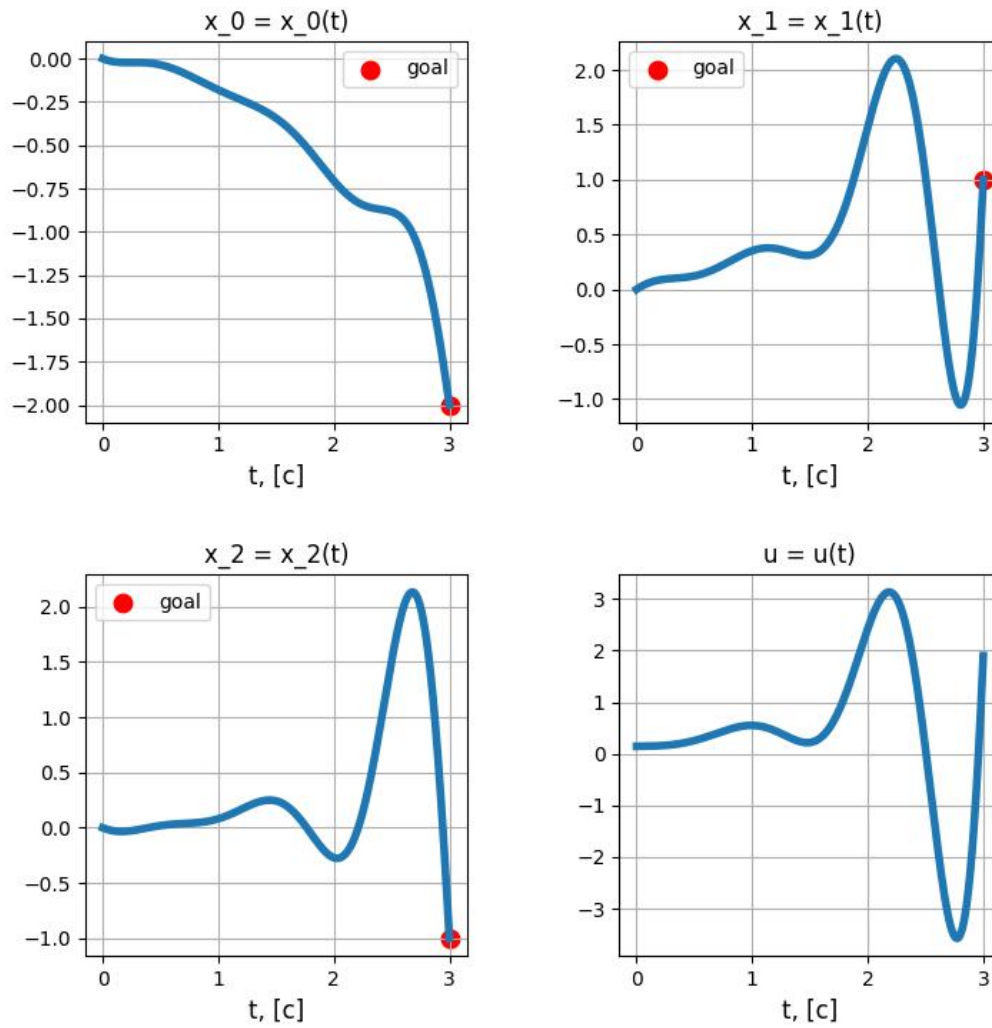 x_0 = x_0(t)
goal
0.00
−0.25
−0.50
−0.75
−1.00
−1.25
−1.50
−1.75
−2.00
0 1 2 3
t, [c]
x_1 = x_1(t)
goal
2.0
1.5
1.0
0.5
0.0
−0.5
−1.0
0 1 2 3
t, [c]
x_2 = x_2(t)
goal
2.0
1.5
1.0
0.5
0.0
−0.5
−1.0
0 1 2 3
t, [c]
u = u(t)
3
2
1
0
−1
−2
−3
0 1 2 3
t, [c]